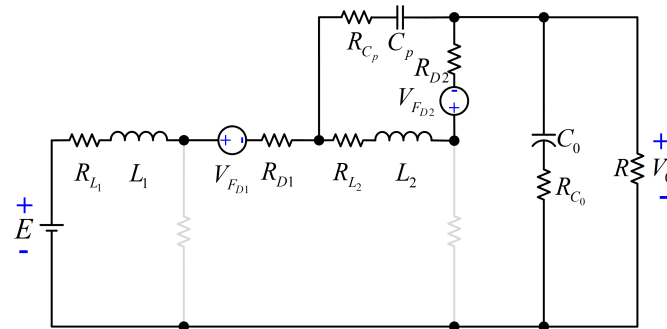 R_{C_p} C_p
R_{D2}
- 
V_{F_{D2}}
+
R_{L_1} L_1
+ -
V_{F_{D1}} R_{D1} R_{L_2} L_2
C_0
R_{C_0}
R
+
V_0
-
+
E
-